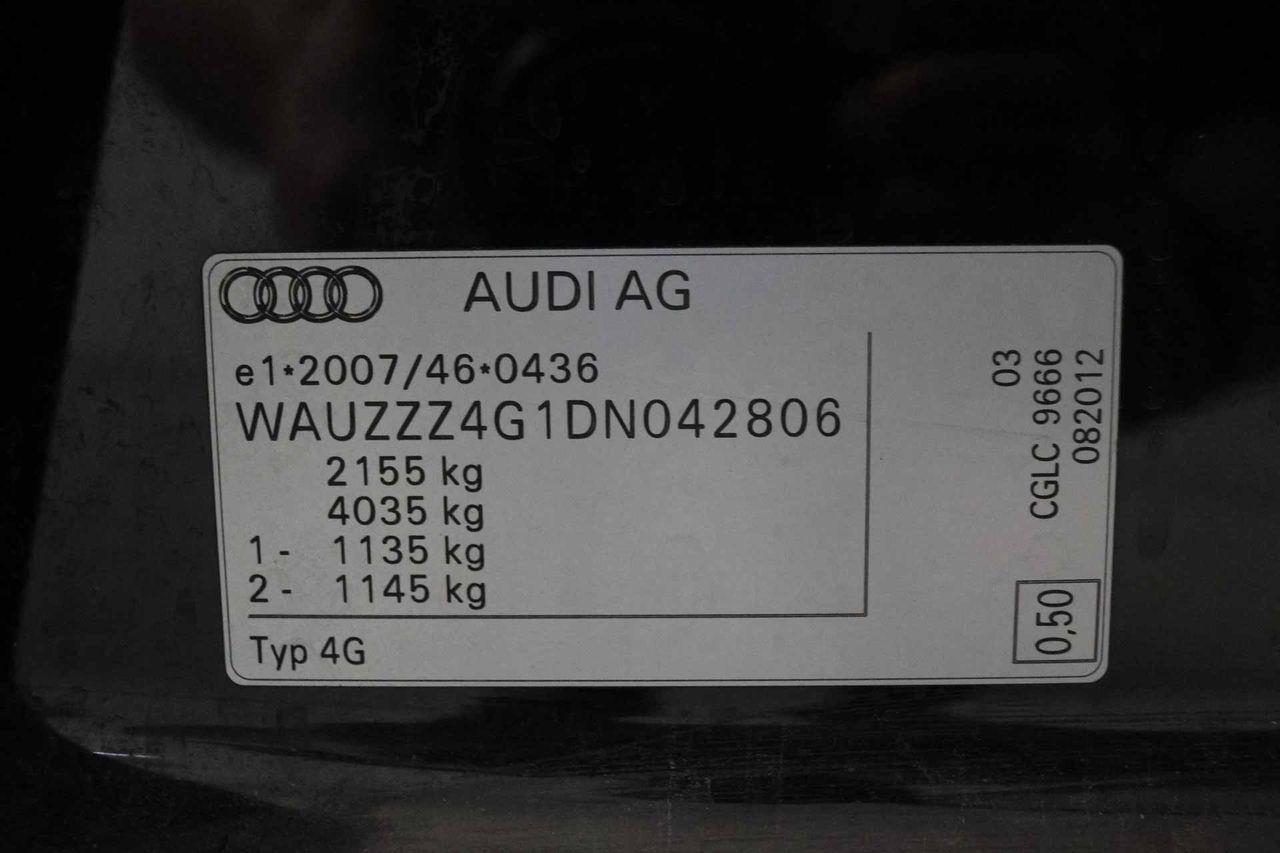 AUDI AG
e1*2007/46*0436
WAUZZZ4G1DN042806
2155 kg
4035 kg
1- 1135 kg
2- 1145 kg
Typ 4G
03
CGLC 9666
082012
0,50